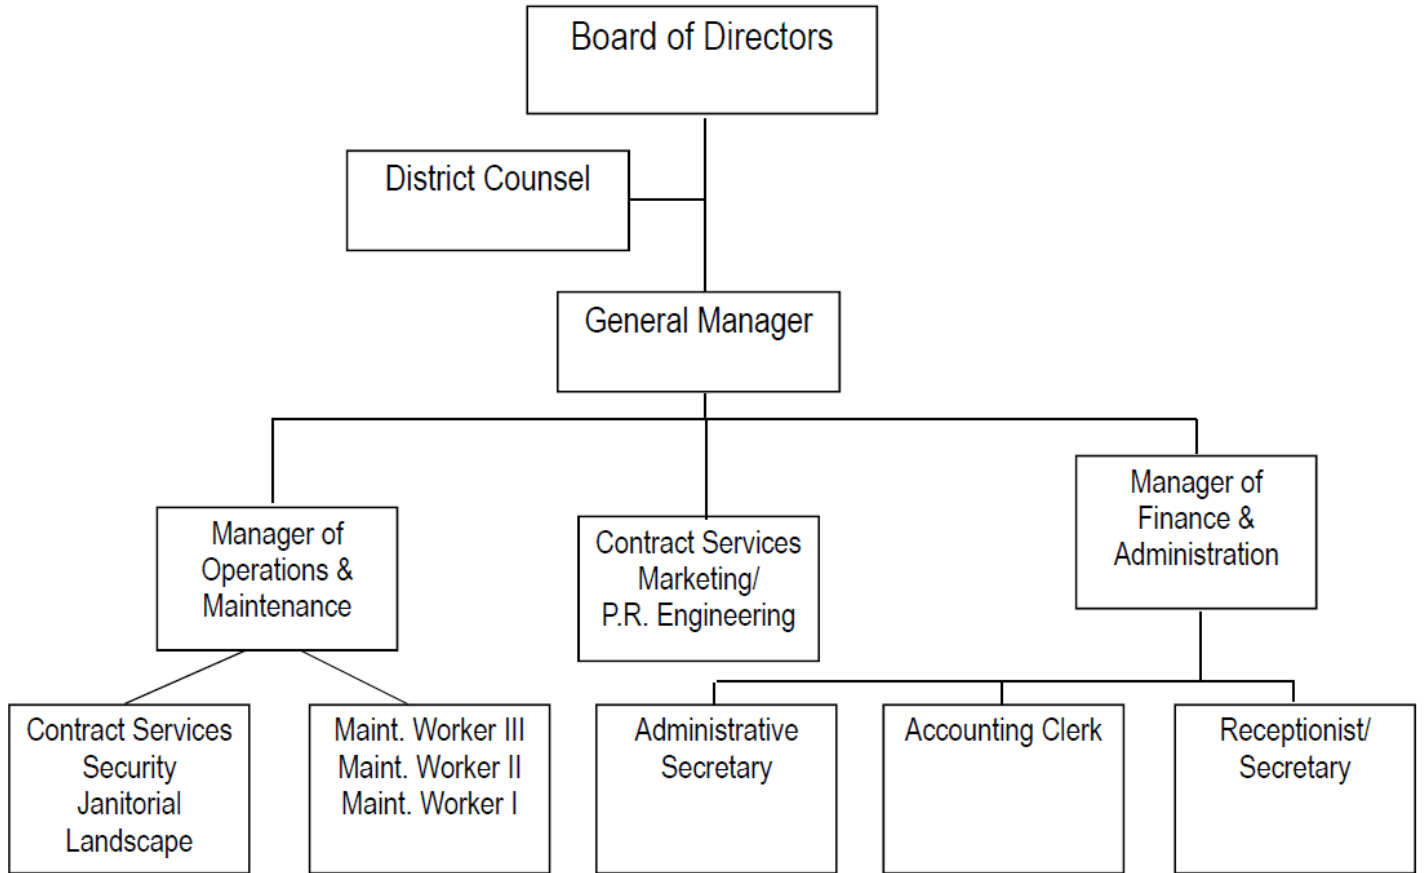 Board of Directors
District Counsel
General Manager
Manager of
Operations &
Maintenance
Contract Services
Marketing/
P.R. Engineering
Manager of
Finance &
Administration
Contract Services
Security
Janitorial
Landscape
Maint. Worker III
Maint. Worker II
Maint. Worker I
Administrative
Secretary
Accounting Clerk
Receptionist/
Secretary